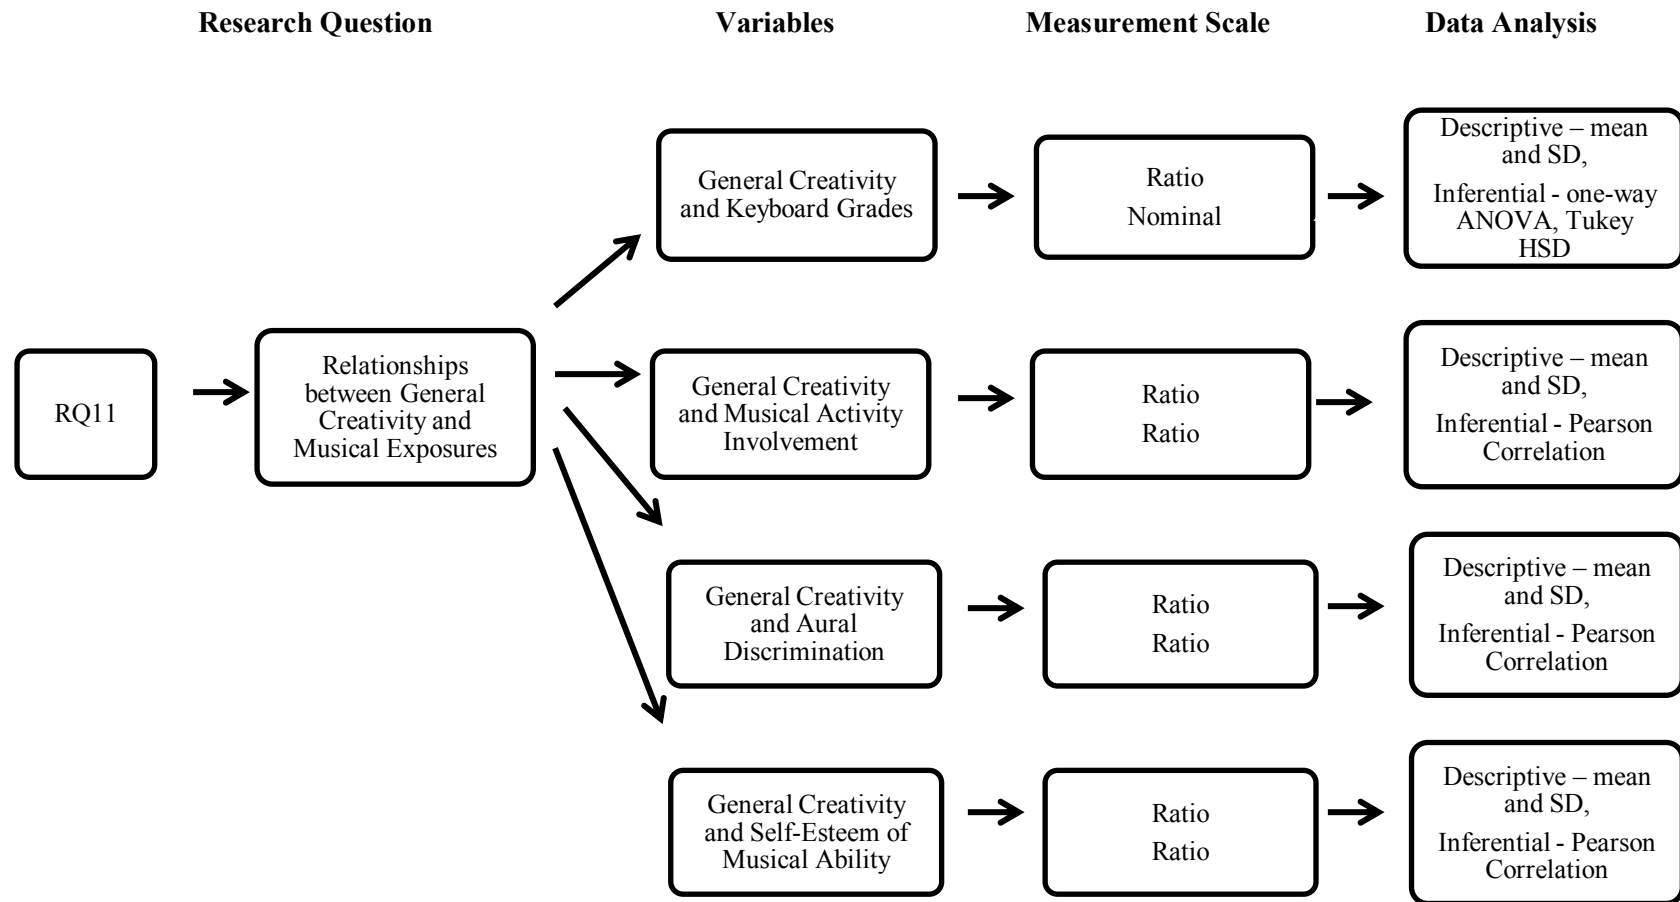 Research Question
Variables
Measurement Scale
Data Analysis
RQ11
Relationships
between General
Creativity and
Musical Exposures
General Creativity
and Keyboard Grades
Ratio
Nominal
Descriptive – mean
and SD,
Inferential - one-way
ANOVA, Tukey
HSD
General Creativity
and Musical Activity
Involvement
Ratio
Ratio
Descriptive – mean
and SD,
Inferential - Pearson
Correlation
General Creativity
and Aural
Discrimination
Ratio
Ratio
Descriptive – mean
and SD,
Inferential - Pearson
Correlation
General Creativity
and Self-Esteem of
Musical Ability
Ratio
Ratio
Descriptive – mean
and SD,
Inferential - Pearson
Correlation